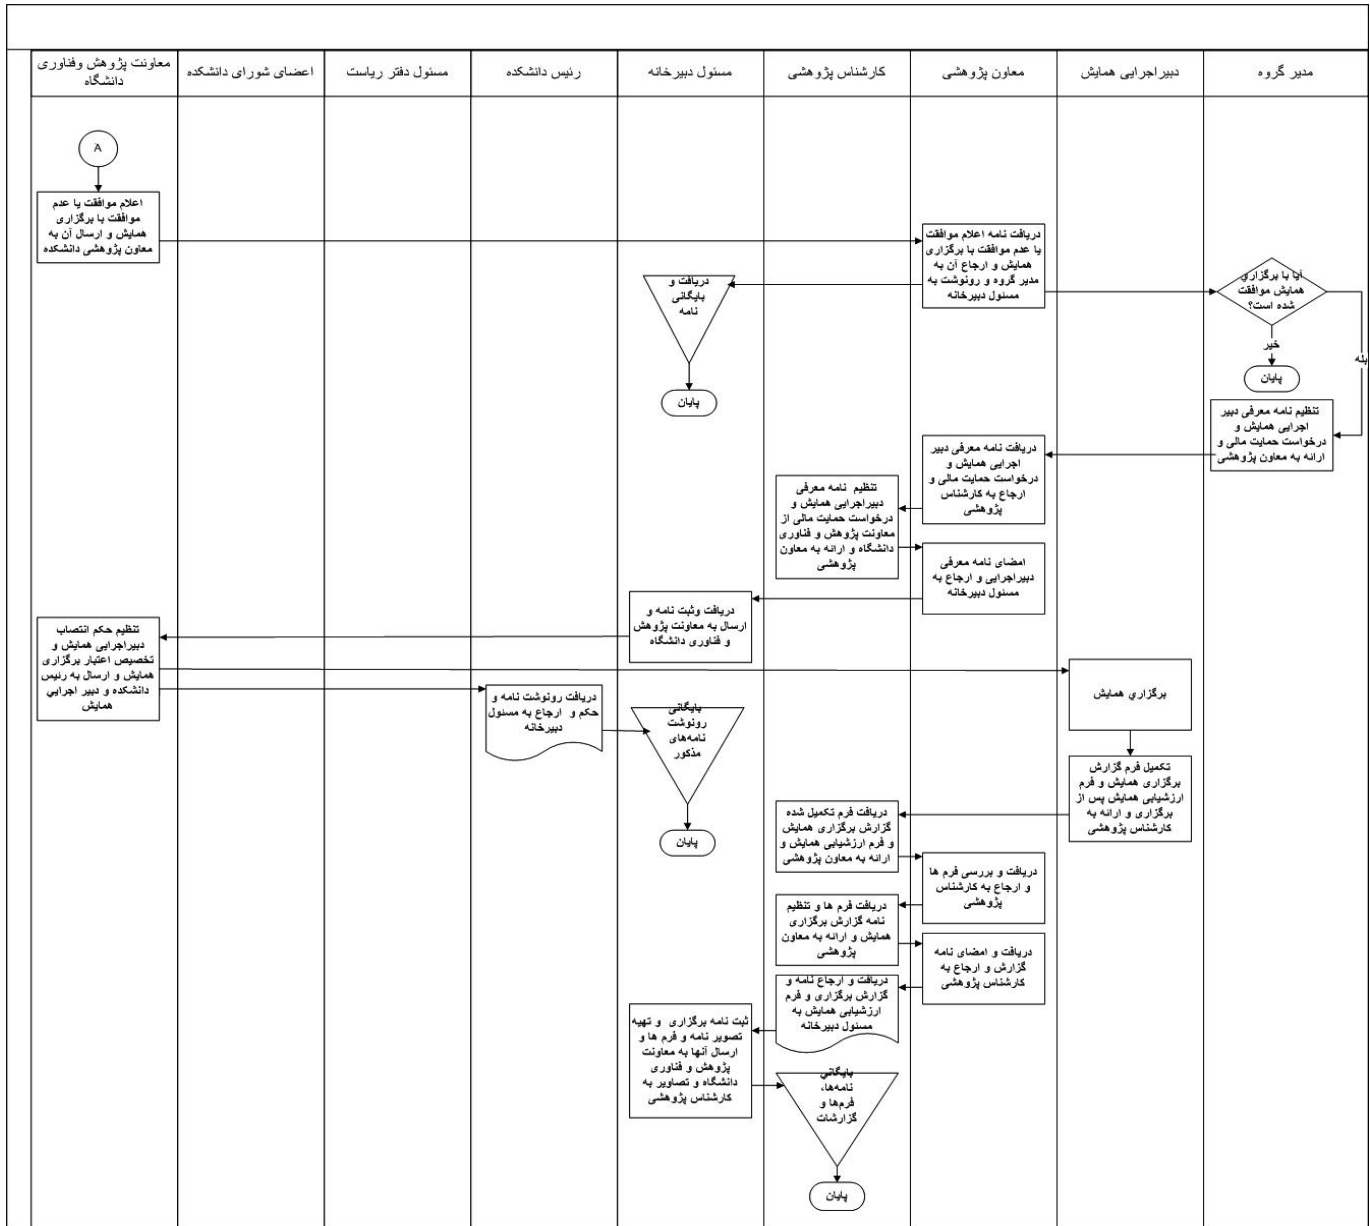 مدیر گروه
دبیراجرایی همایش
معاون پژوهشی
کارشناس پژوهشی
مسئول دبیرخانه
رئیس دانشکده
مسئول دفتر ریاست
اعضای شورای دانشکده
معاونت پژوهش وفناوری
دانشگاه
A
اعلام موافقت یا عدم
موافقت با برگزاری
همایش و ارسال آن به
معاون پژوهشی دانشکده
دریافت نامه اعلام موافقت
یا عدم موافقت با برگزاری
همایش و ارجاع آن به
مدیر گروه و رونوشت به
مسئول دبیرخانه
دریافت و
بایگانی
نامه
پایان
آیا با برگزاري
همایش موافقت
شده است؟
خیر
بله
پایان
تنظیم نامه معرفی دبیر
اجرایی همایش و
درخواست حمایت مالی و
ارائه به معاون پژوهشی
دریافت نامه معرفی دبیر
اجرایی همایش و
درخواست حمایت مالی و
ارجاع به کارشناس
پژوهشی
تنظیم نامه معرفی
دبیراجرایی همایش و
درخواست حمایت مالی از
معاونت پژوهش و فناوری
دانشگاه و ارائه به معاون
پژوهشی
امضای نامه معرفی
دبیراجرایی و ارجاع به
مسئول دبیرخانه
دریافت وثبت نامه و
ارسال به معاونت پژوهش
و فناوری دانشگاه
تنظیم حکم انتصاب
دبیراجرایی همایش و
تخصیص اعتبار برگزاری
همایش و ارسال به رئیس
دانشکده و دبیر اجرایي
همایش
برگزاري همایش
دریافت رونوشت نامه و
حکم و ارجاع به مسئول
دبیرخانه
بایگانی
رونوشت
نامه‌های
مذکور
پایان
تکمیل فرم گزارش
برگزاری همایش و فرم
ارزشیابی همایش پس از
برگزاری و ارائه به
کارشناس پژوهشی
دریافت فرم تکمیل شده
گزارش برگزاری همایش
و فرم ارزشیابی همایش و
ارائه به معاون پژوهشی
دریافت و بررسی فرم ها
و ارجاع به کارشناس
پژوهشی
دریافت فرم ها و تنظیم
نامه گزارش برگزاری
همایش و ارائه به معاون
پژوهشی
دریافت و امضای نامه
گزارش و ارجاع به
کارشناس پژوهشی
دریافت و ارجاع نامه و
گزارش برگزاری و فرم
ارزشیابی همایش به
مسئول دبیرخانه
ثبت نامه برگزاری و تهیه
تصویر نامه و فرم ها و
ارسال آنها به معاونت
پژوهش و فناوری
دانشگاه و تصاویر به
کارشناس پژوهشی
بایگاني
نامه‌ها،
فرم‌ها و
گزارشات
پایان